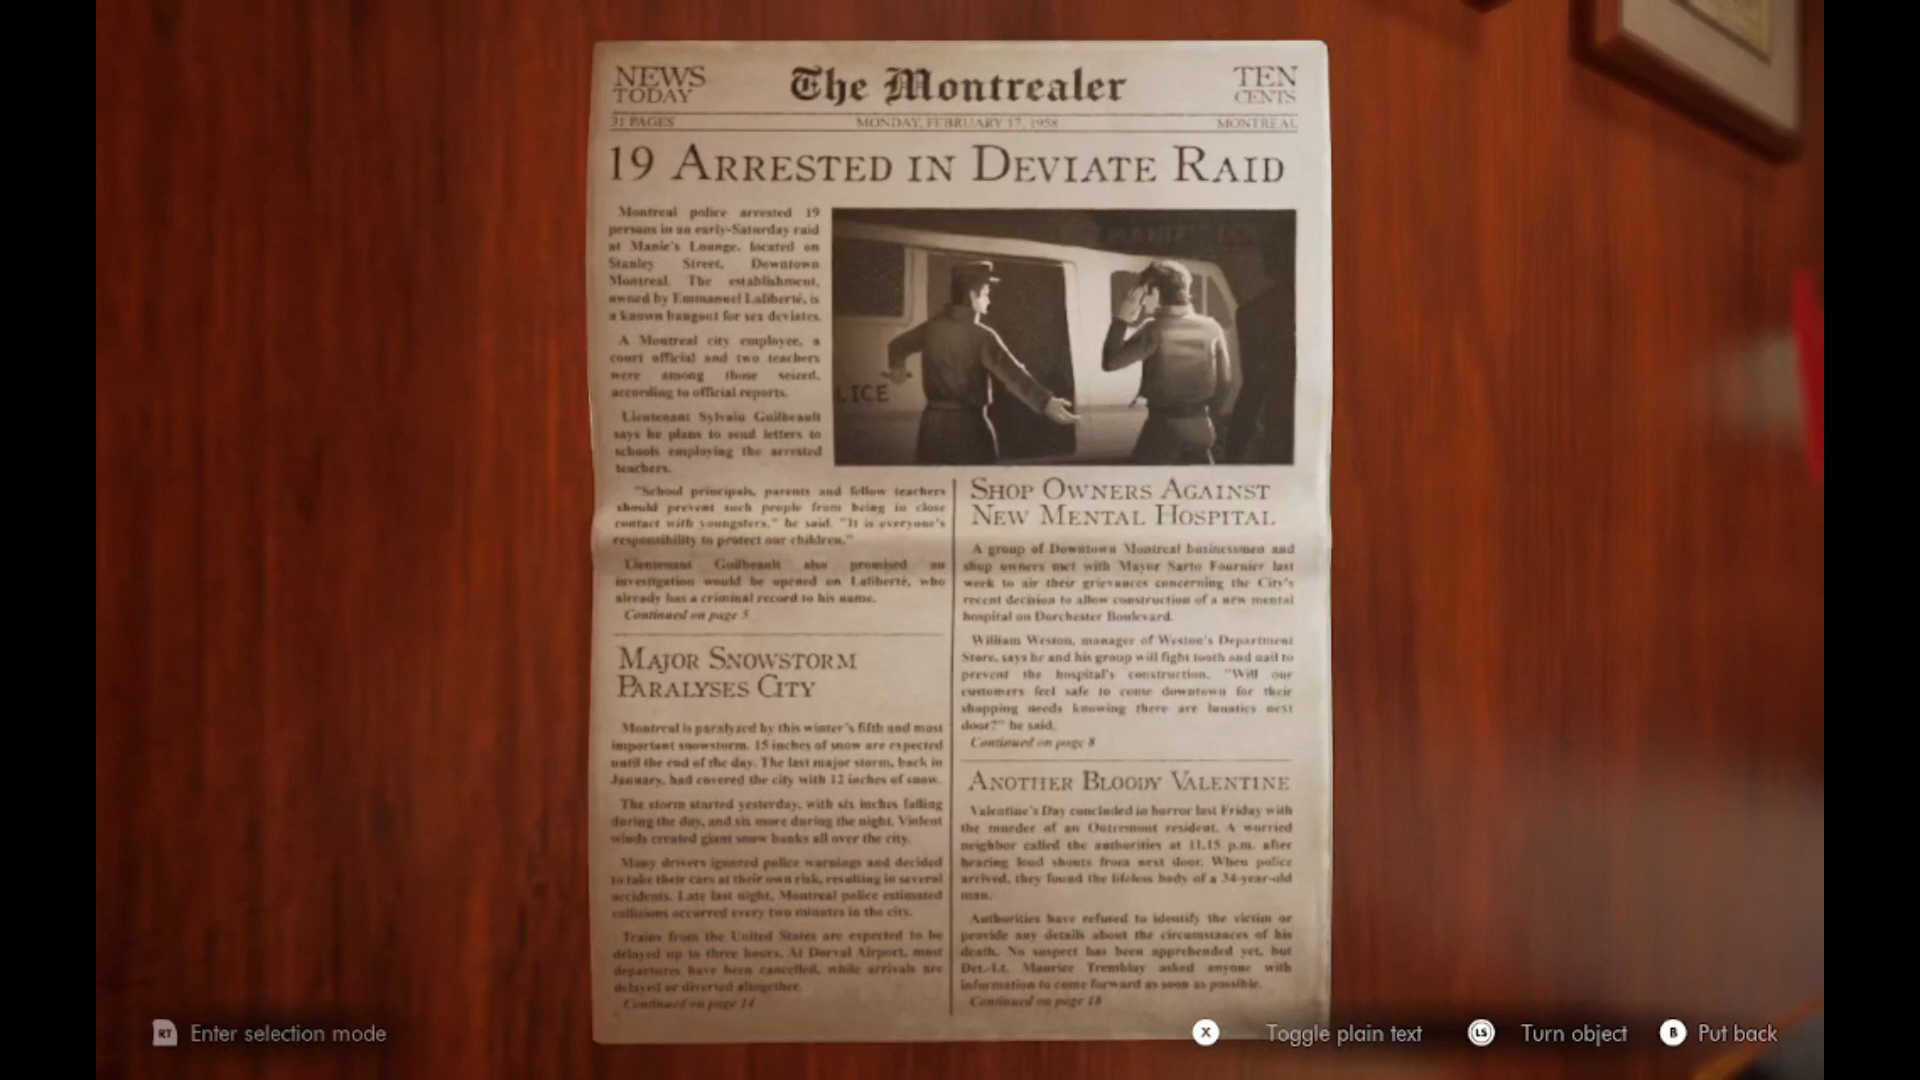 NEWS
TODAY
The Montrealer
TEN
CENTS
31 PAGES
MONDAY, FEBRUARY 17, 1958
MONTREAL
19 ARRESTED IN DEVIATE RAID
Montreal police arrested 19
persons in an early-Saturday raid
at Manie's Lounge, located on
Stanley Street, Downtown
Montreal. The establishment,
owned by Emmanuel Laliberté, is
a known hangout for sex deviates.
A Montreal city employee, a
court official and two teachers
were among those seized,
according to official reports.
Lieutenant Sylvain Guilbeault
says he plans to send letters to
schools employing the arrested
teachers.
"School principals, parents and fellow teachers
should prevent such people from being in close
contact with youngsters," he said. "It is everyone's
responsibility to protect our children."
Lieutenant Guilbeault also promised an
investigation would be opened on Laliberté, who
already has a criminal record to his name.
Continued on page 5
LICE
MAJOR SNOWSTORM
PARALYSES CITY
Montreal is paralyzed by this winter's fifth and most
important snowstorm. 15 inches of snow are expected
until the end of the day. The last major storm, back in
January, had covered the city with 12 inches of snow.
The storm started yesterday, with six inches falling
during the day, and six more during the night. Violent
winds created giant snow banks all over the city.
Many drivers ignored police warnings and decided
to take their cars at their own risk, resulting in several
accidents. Late last night, Montreal police estimated
collisions occurred every two minutes in the city.
Trains from the United States are expected to be
delayed up to three hours. At Dorval Airport, most
departures have been cancelled, while arrivals are
delayed or diverted altogether.
Continued on page 14
SHOP OWNERS AGAINST
NEW MENTAL HOSPITAL
A group of Downtown Montreal businessmen and
shop owners met with Mayor Sarto Fournier last
week to air their grievances concerning the City's
recent decision to allow construction of a new mental
hospital on Dorchester Boulevard.
William Weston, manager of Weston's Department
Store, says he and his group will fight tooth and nail to
prevent the hospital's construction. "Will our
customers feel safe to come downtown for their
shopping needs knowing there are lunatics next
door?" he said.
Continued on page 8
ANOTHER BLOODY VALENTINE
Valentine's Day concluded in horror last Friday with
the murder of an Outremont resident. A worried
neighbor called the authorities at 11.15 p.m. after
hearing loud shouts from next door. When police
arrived, they found the lifeless body of a 34-year-old
man.
Authorities have refused to identify the victim or
provide any details about the circumstances of his
death. No suspect has been apprehended yet, but
Det.-Lt. Maurice Tremblay asked anyone with
information to come forward as soon as possible.
Continued on page 18
RT Enter selection mode
X Toggle plain text
LS Turn object
B Put back